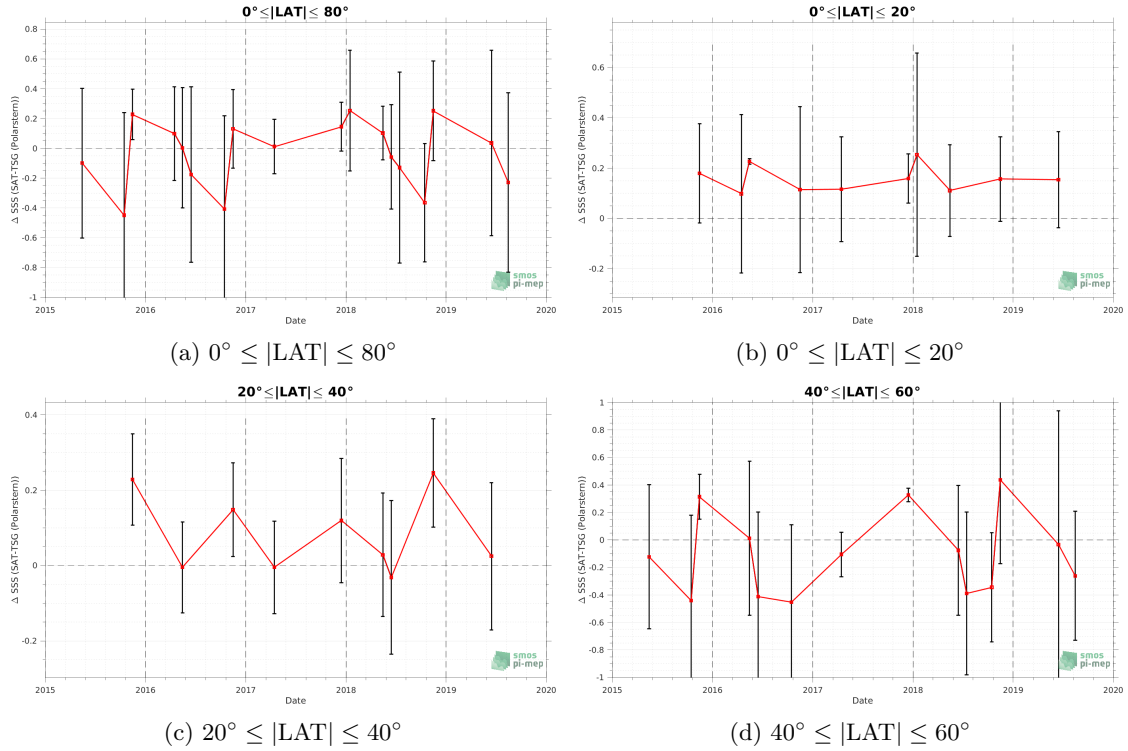 0°≤|LAT|≤ 80°
Δ SSS (SAT-TSG (Polarstern))
0.8
0.6
0.4
0.2
0
-0.2
-0.4
-0.6
-0.8
-1
2015
2016
2017
2018
2019
2020
Date
smos
pi-mep
(a) 0° ≤ |LAT| ≤ 80°
0°≤|LAT|≤ 20°
Δ SSS (SAT-TSG (Polarstern))
0.6
0.4
0.2
0
-0.2
2015
2016
2017
2018
2019
2020
Date
smos
pi-mep
(b) 0° ≤ |LAT| ≤ 20°
20°≤|LAT|≤ 40°
Δ SSS (SAT-TSG (Polarstern))
0.4
0.2
0
-0.2
2015
2016
2017
2018
2019
2020
Date
smos
pi-mep
(c) 20° ≤ |LAT| ≤ 40°
40°≤|LAT|≤ 60°
Δ SSS (SAT-TSG (Polarstern))
1
0.8
0.6
0.4
0.2
0
-0.2
-0.4
-0.6
-0.8
-1
2015
2016
2017
2018
2019
2020
Date
smos
pi-mep
(d) 40° ≤ |LAT| ≤ 60°